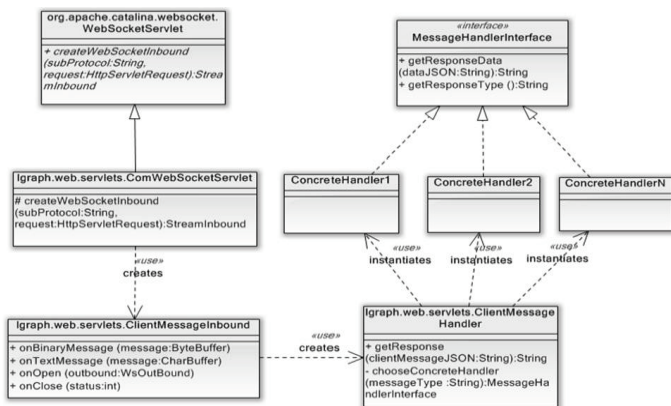 org.apache.catalina.websocket.
WebSocketServlet
+ createWebSocketInbound
(subProtocol:String,
request:HttpServletRequest):Strea
mInbound
«interface»
MessageHandlerInterface
+ getResponseData
(dataJSON:String):String
+ getResponseType ():String
lgraph.web.servlets.ComWebSocketServlet
# createWebSocketInbound
(subProtocol:String,
request:HttpServletRequest):StreamInbound
ConcreteHandler1
ConcreteHandler2
ConcreteHandlerN
«use»
creates
«use»
instantiates
«use»
instantiates
«use»
instantiates
lgraph.web.servlets.ClientMessageInbound
+ onBinaryMessage (message:ByteBuffer)
+ onTextMessage (message:CharBuffer)
+ onOpen (outbound:WsOutBound)
+ onClose (status:int)
«use»
creates
lgraph.web.servlets.ClientMessage
Handler
+ getResponse
(clientMessageJSON:String):String
- chooseConcreteHandler
(messageType :String):MessageHa
ndlerInterface